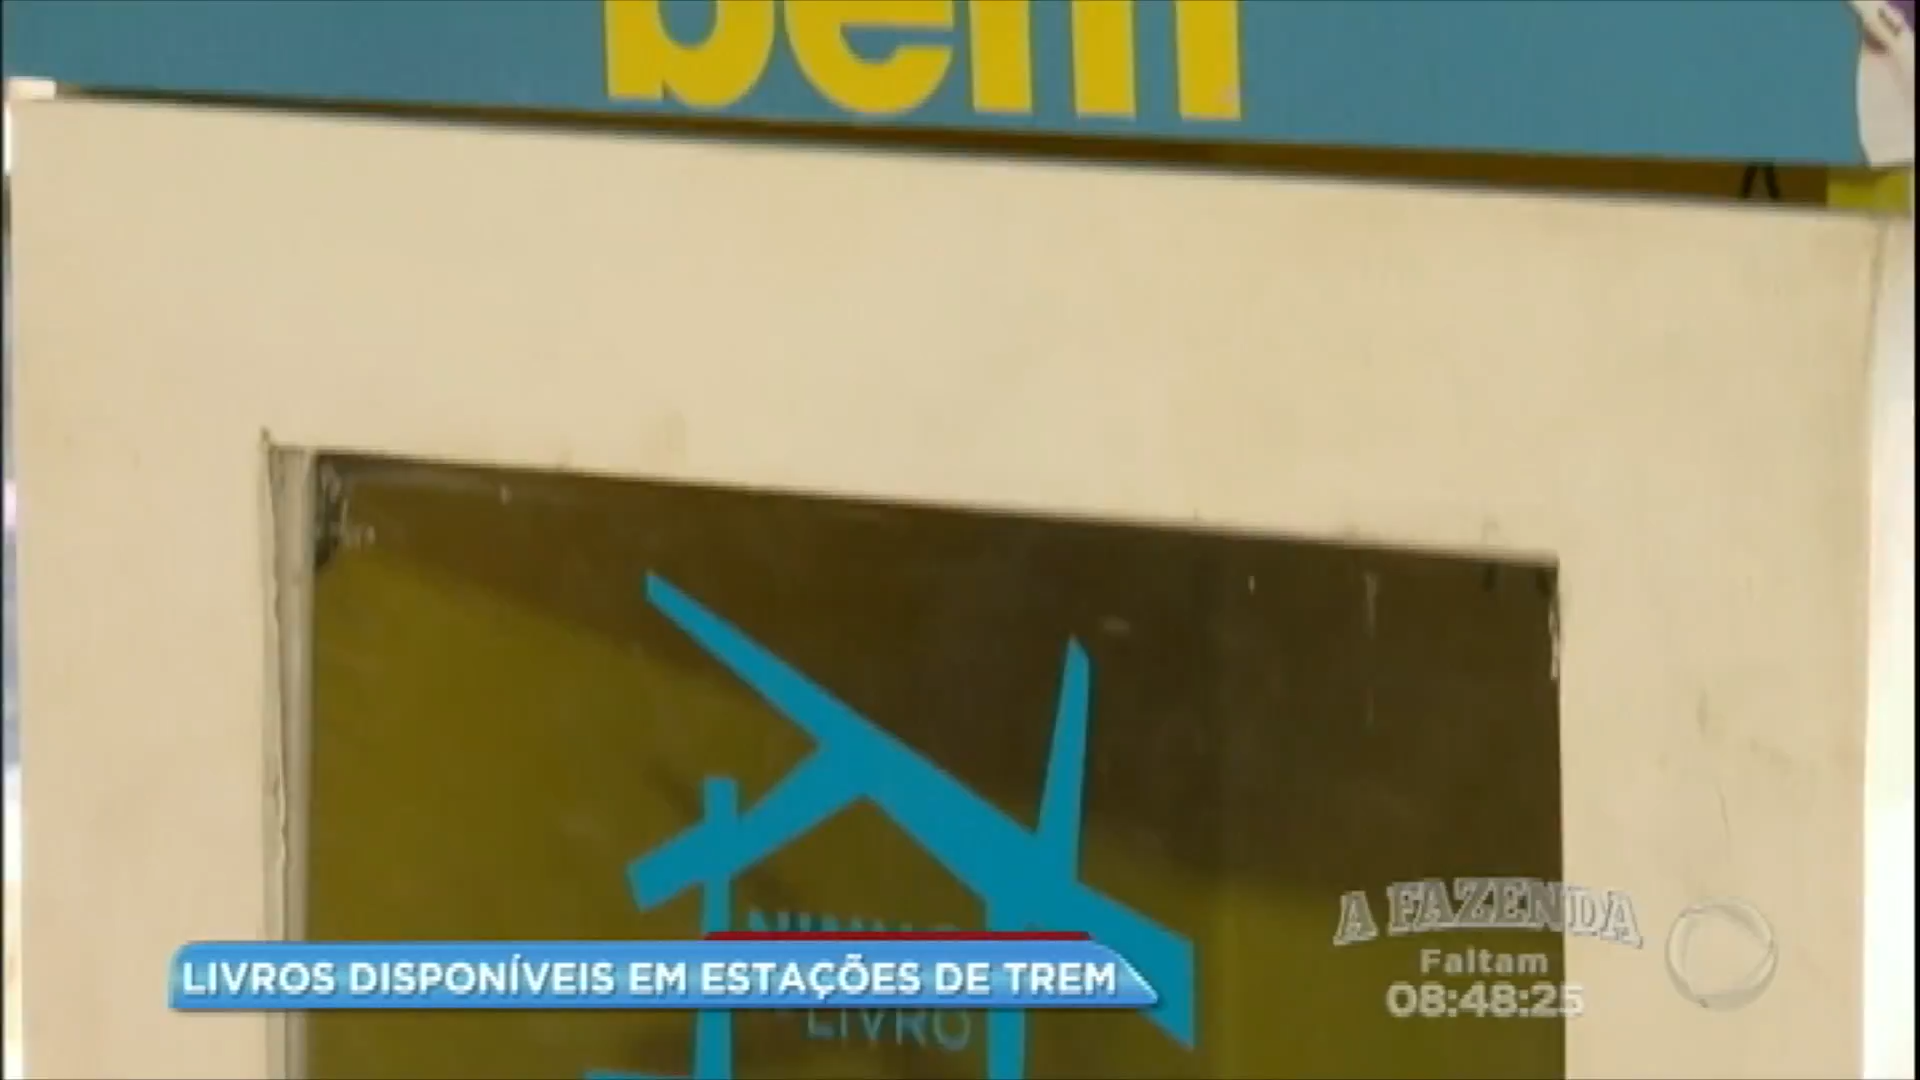 bem
LIVROS DISPONÍVEIS EM ESTAÇÕES DE TREM
LIVRO
A FAZENDA
Faltam
08:48:25